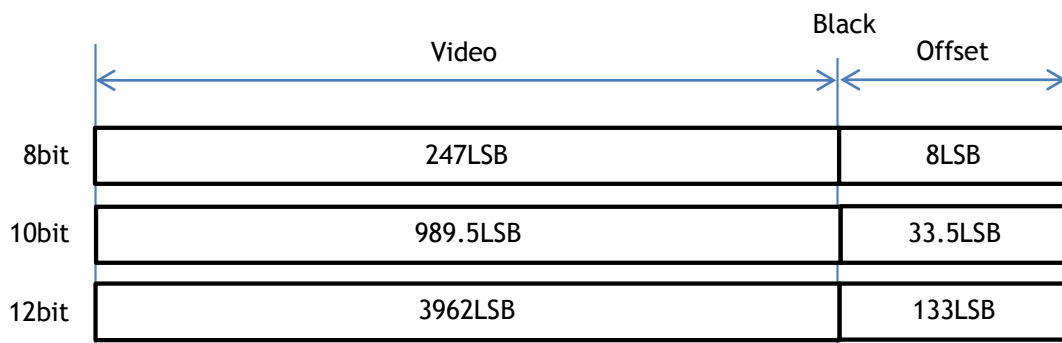 Black
Video Offset
8bit 247LSB 8LSB
10bit 989.5LSB 33.5LSB
12bit 3962LSB 133LSB